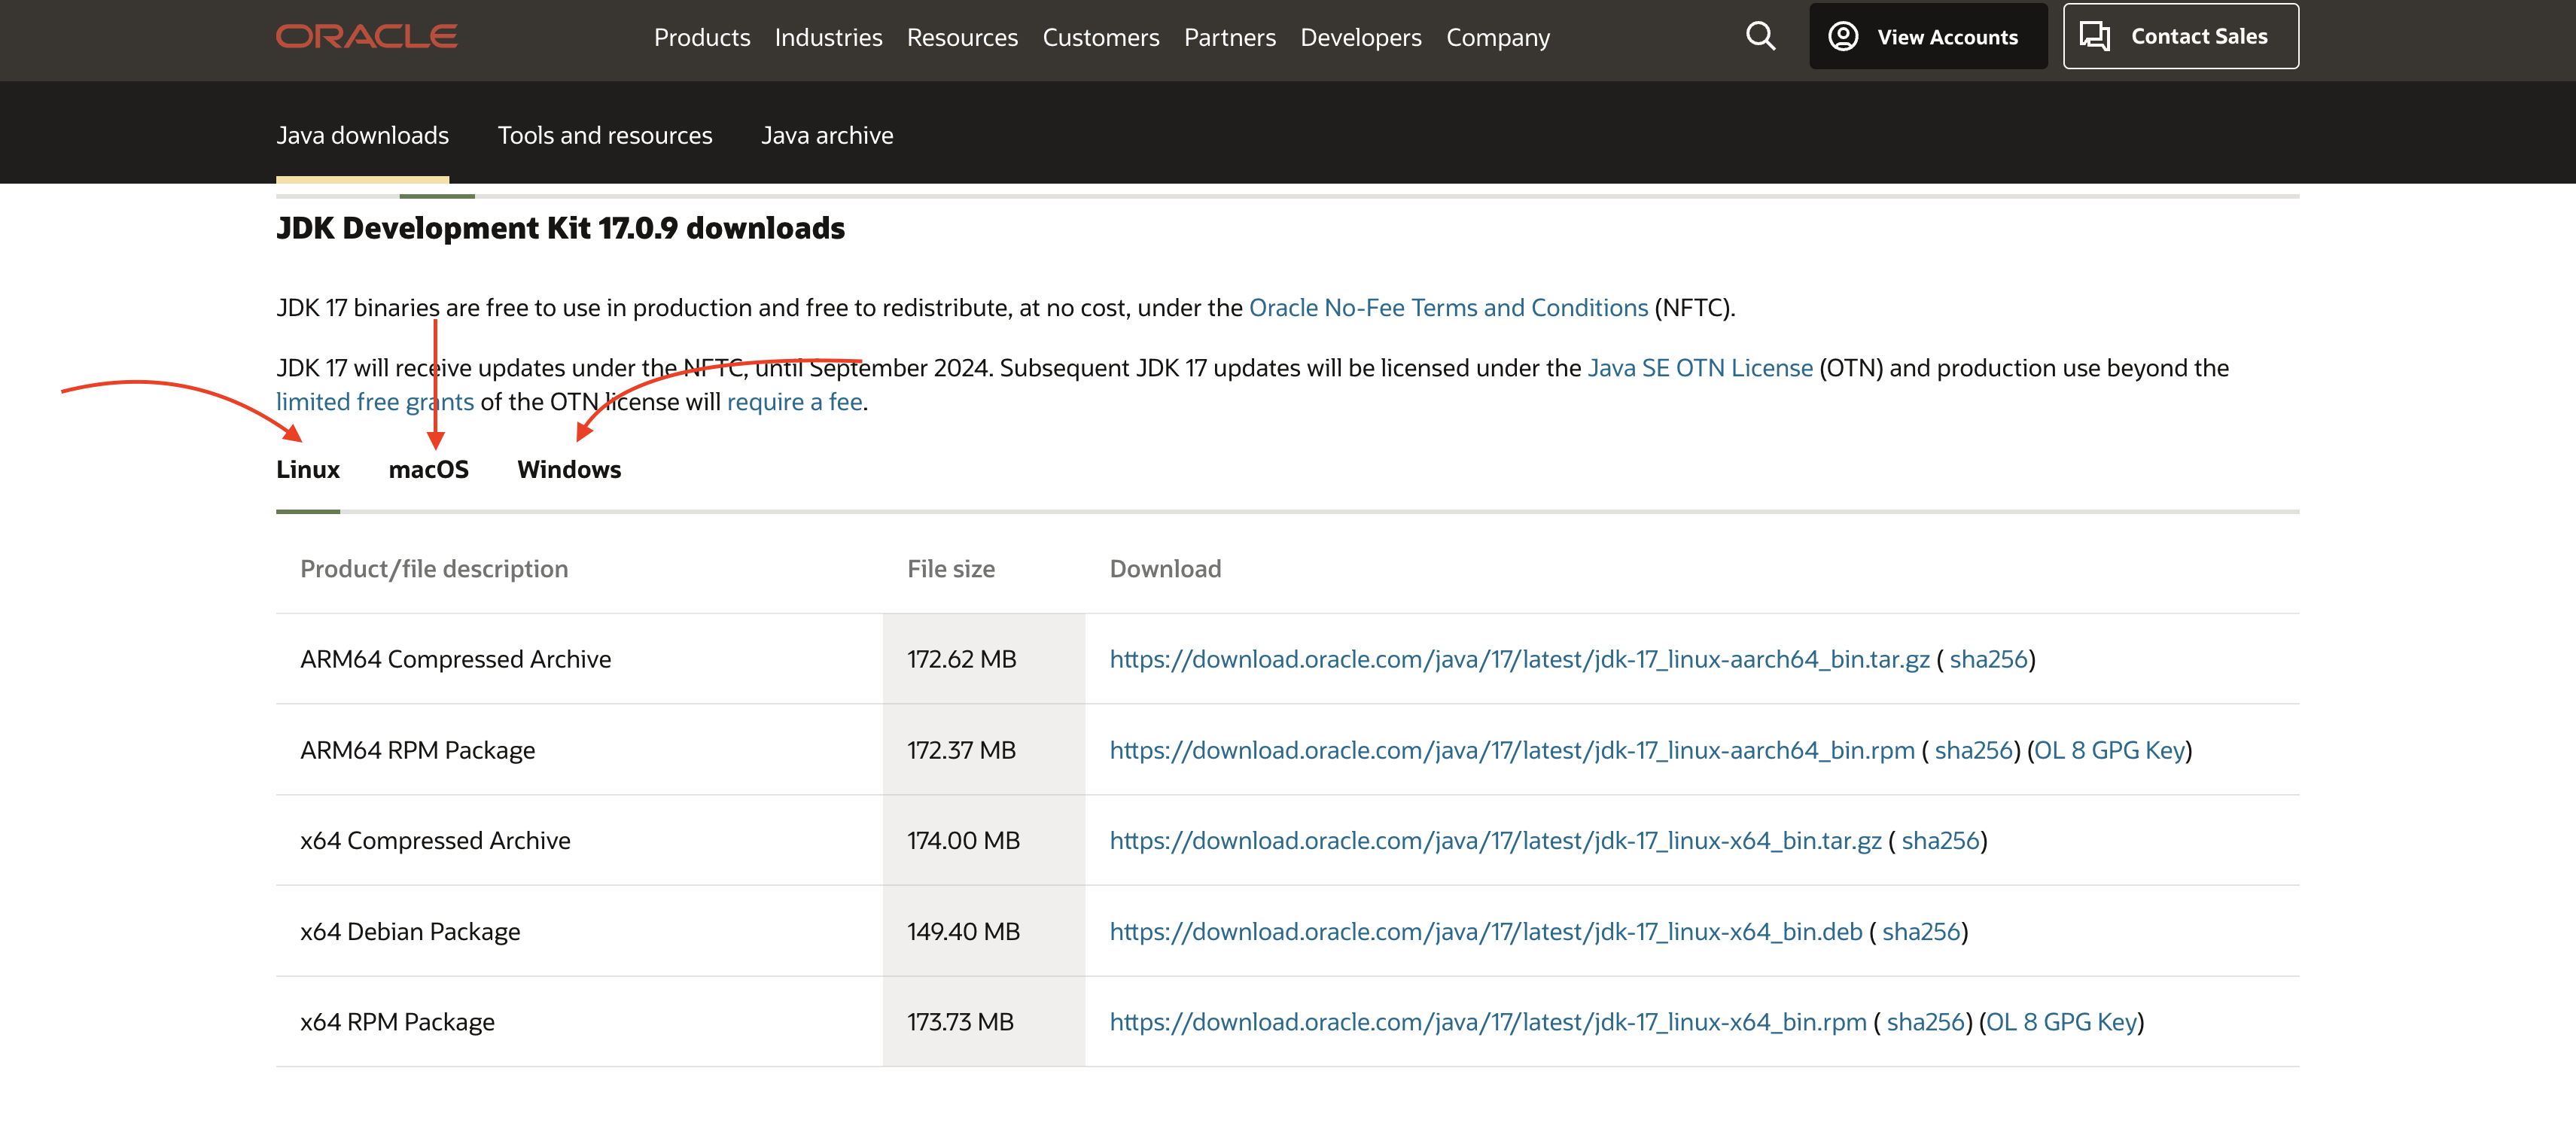 ORACLE
Products Industries Resources Customers Partners Developers Company
View Accounts
Contact Sales
Java downloads Tools and resources Java archive
JDK Development Kit 17.0.9 downloads
JDK 17 binaries are free to use in production and free to redistribute, at no cost, under the Oracle No-Fee Terms and Conditions (NFTC).
JDK 17 will receive updates under the NFTC, until September 2024. Subsequent JDK 17 updates will be licensed under the Java SE OTN License (OTN) and production use beyond the
limited free grants of the OTN license will require a fee.
Linux macOS Windows
Product/file description File size Download
ARM64 Compressed Archive 172.62 MB https://download.oracle.com/java/17/latest/jdk-17_linux-aarch64_bin.tar.gz ( sha256)
ARM64 RPM Package 172.37 MB https://download.oracle.com/java/17/latest/jdk-17_linux-aarch64_bin.rpm ( sha256) (OL 8 GPG Key)
x64 Compressed Archive 174.00 MB https://download.oracle.com/java/17/latest/jdk-17_linux-x64_bin.tar.gz ( sha256)
x64 Debian Package 149.40 MB https://download.oracle.com/java/17/latest/jdk-17_linux-x64_bin.deb ( sha256)
x64 RPM Package 173.73 MB https://download.oracle.com/java/17/latest/jdk-17_linux-x64_bin.rpm ( sha256) (OL 8 GPG Key)